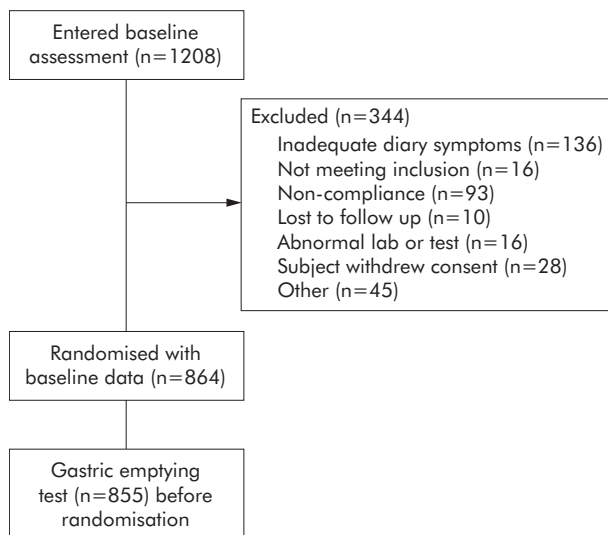 Entered baseline
assessment (n=1208)
Excluded (n=344)
Inadequate diary symptoms (n=136)
Not meeting inclusion (n=16)
Non-compliance (n=93)
Lost to follow up (n=10)
Abnormal lab or test (n=16)
Subject withdrew consent (n=28)
Other (n=45)
Randomised with
baseline data (n=864)
Gastric emptying
test (n=855) before
randomisation